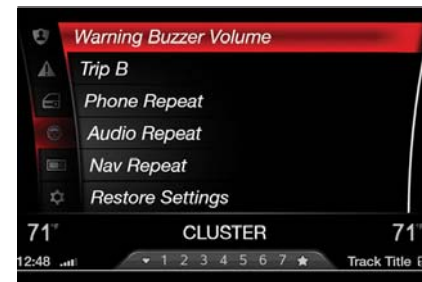 Warning Buzzer Volume
Trip B
Phone Repeat
Audio Repeat
Nav Repeat
Restore Settings
71° CLUSTER 71°
12:48 1 2 3 4 5 6 7 Track Title